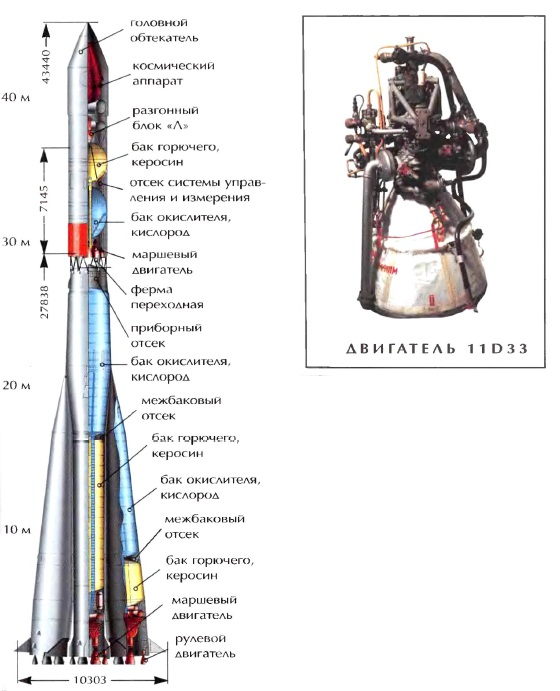 головной
обтекатель
43440
космический
аппарат
40 м
разгонный
блок «Л»
бак горючего,
керосин
отсек системы управ-
ления и измерения
7145
бак окислителя,
кислород
30 м
маршевый
двигатель
27838
ферма
переходная
приборный
отсек
бак окислителя,
кислород
20 м
межбаковый
отсек
бак горючего,
керосин
бак окислителя,
кислород
10 м
межбаковый
отсек
бак горючего,
керосин
маршевый
двигатель
рулевой
двигатель
10303
ДВИГАТЕЛЬ 11D33